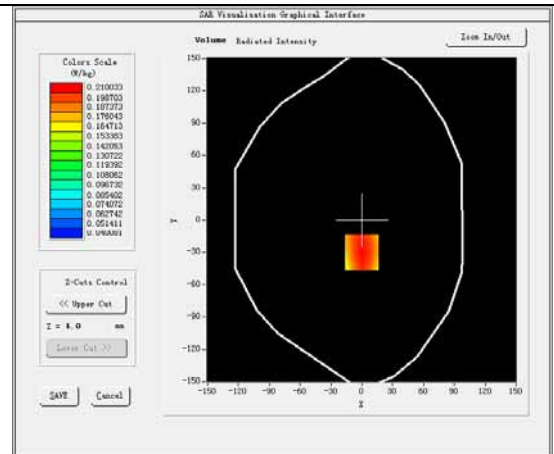 SAR Visualisation Graphical Interface
Volume Radiated Intensity
Zoom In/Out
Colors Scale
(W/kg)
0.210033
0.198703
0.187373
0.176043
0.164713
0.153383
0.142053
0.130722
0.119392
0.108062
0.096732
0.085402
0.074072
0.062742
0.051411
0.040081
Z-Cuts Control
<< Upper Cut
Z = 4.0 mm
Lower Cut >>
SAVE
Cancel
150
120
90
60
30
0
-30
-60
-90
-120
-150
Y
-150 -120 -90 -60 -30 0 30 60 90 120 150
X